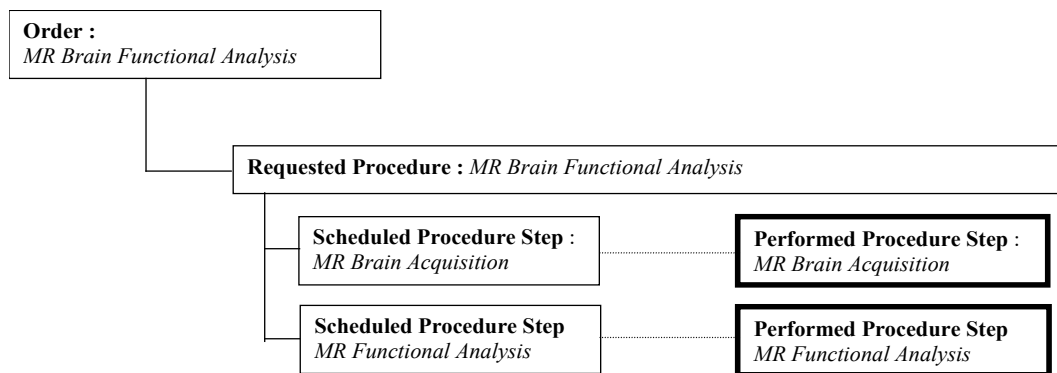 Order :
MR Brain Functional Analysis
Requested Procedure : MR Brain Functional Analysis
Scheduled Procedure Step :
MR Brain Acquisition
Performed Procedure Step :
MR Brain Acquisition
Scheduled Procedure Step
MR Functional Analysis
Performed Procedure Step
MR Functional Analysis